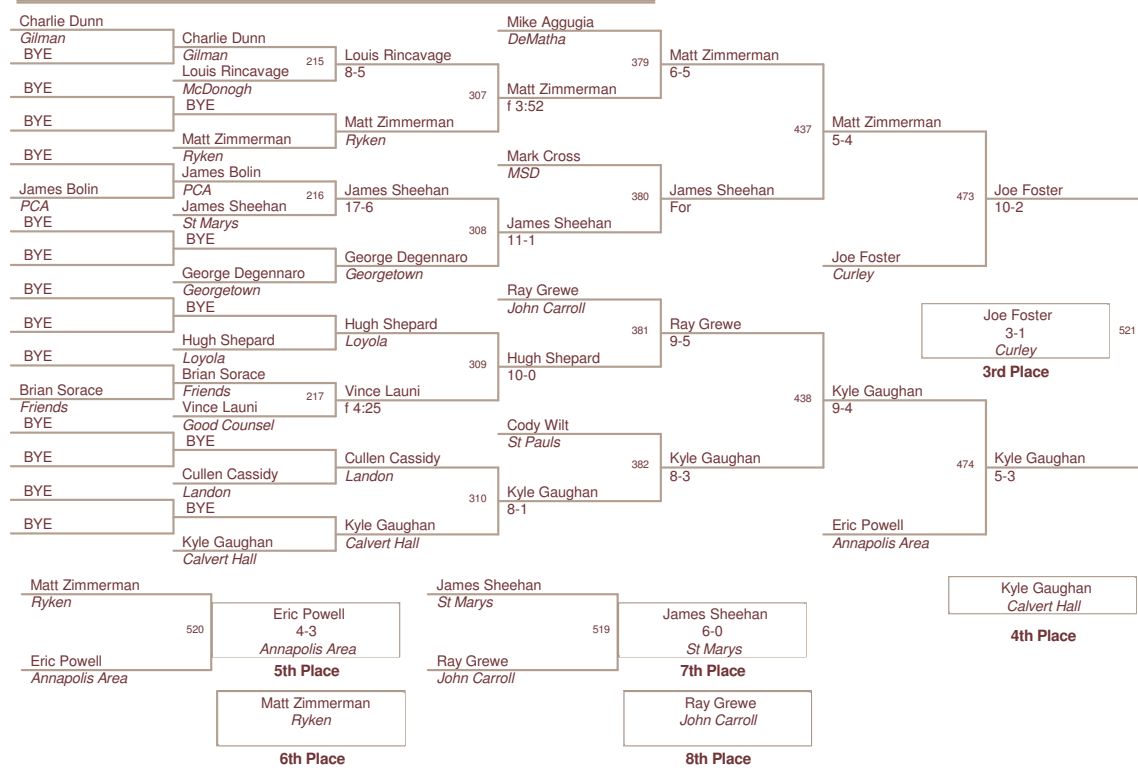 Charlie Dunn
Gilman
BYE
BYE
BYE
BYE
James Bolin
PCA
BYE
BYE
BYE
BYE
BYE
Brian Sorace
Friends
BYE
BYE
BYE
BYE
Charlie Dunn
Gilman
215
Louis Rincavage
McDonogh
BYE
Matt Zimmerman
Ryken
James Bolin
PCA
216
James Sheehan
St Marys
BYE
George Degennaro
Georgetown
BYE
Hugh Shepard
Loyola
Brian Sorace
Friends
217
Vince Launi
Good Counsel
BYE
Cullen Cassidy
Landon
BYE
Kyle Gaughan
Calvert Hall
Louis Rincavage
8-5
307
Matt Zimmerman
Ryken
James Sheehan
17-6
308
George Degennaro
Georgetown
Hugh Shepard
Loyola
309
Vince Launi
f 4:25
Cullen Cassidy
Landon
310
Kyle Gaughan
Calvert Hall
Mike Aggugia
DeMatha
379
Matt Zimmerman
f 3:52
Mark Cross
MSD
380
James Sheehan
11-1
Ray Grewe
John Carroll
381
Hugh Shepard
10-0
Cody Wilt
St Pauls
382
Kyle Gaughan
8-1
Matt Zimmerman
6-5
437
James Sheehan
For
Ray Grewe
9-5
438
Kyle Gaughan
8-3
Matt Zimmerman
5-4
473
Joe Foster
Curley
Kyle Gaughan
9-4
474
Eric Powell
Annapolis Area
Joe Foster
10-2
Joe Foster
3-1
Curley
521
3rd Place
Kyle Gaughan
5-3
Kyle Gaughan
Calvert Hall
4th Place
Matt Zimmerman
Ryken
520
Eric Powell
Annapolis Area
Eric Powell
4-3
Annapolis Area
5th Place
Matt Zimmerman
Ryken
6th Place
James Sheehan
St Marys
519
Ray Grewe
John Carroll
James Sheehan
6-0
St Marys
7th Place
Ray Grewe
John Carroll
8th Place